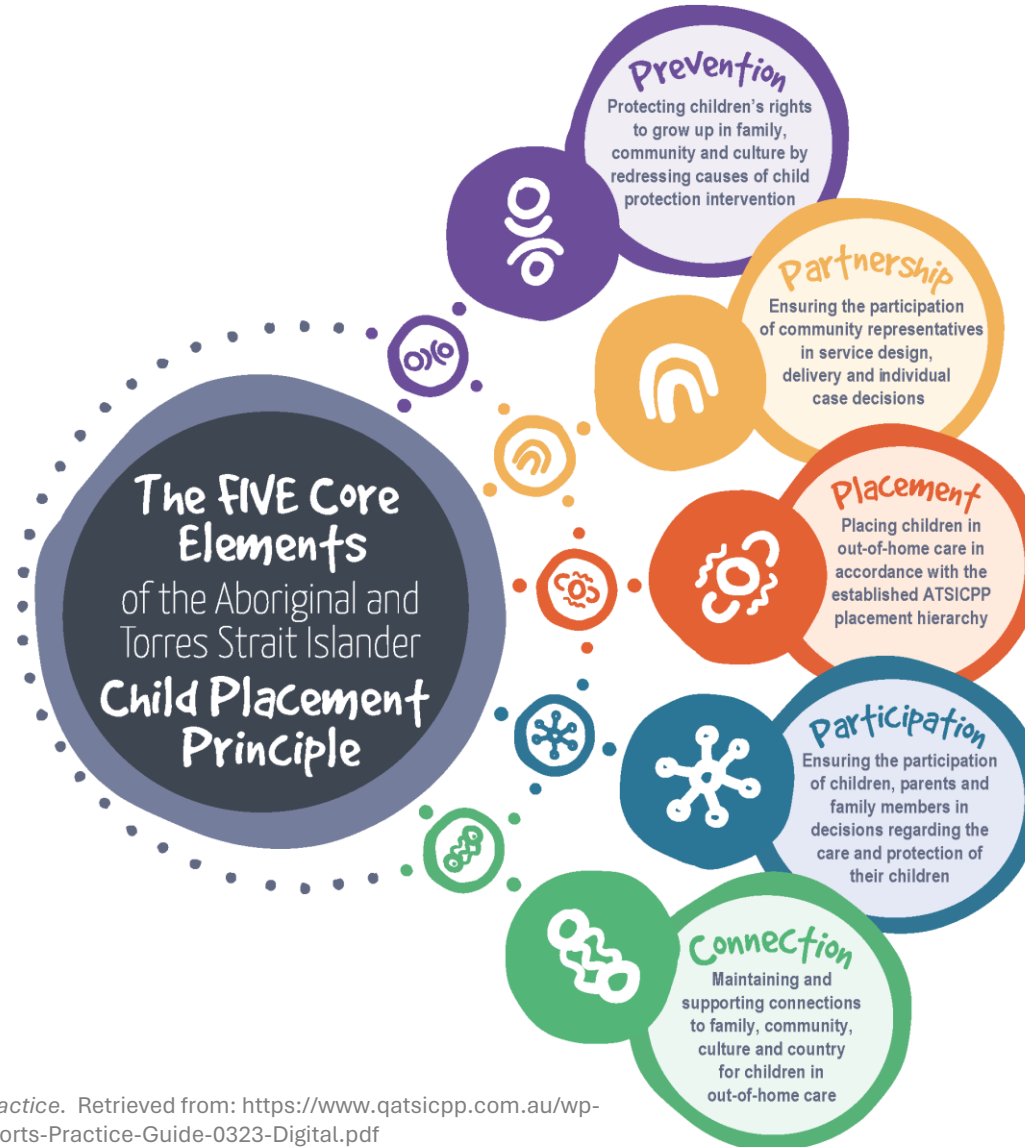 The FIVE Core
Elements
of the Aboriginal and
Torres Strait Islander
Child Placement
Principle
Prevention
Protecting children's rights
to grow up in family,
community and culture by
redressing causes of child
protection intervention
Partnership
Ensuring the participation
of community representatives
in service design,
delivery and individual
case decisions
Placement
Placing children in
out-of-home care in
accordance with the
established ATSICPP
placement hierarchy
Participation
Ensuring the participation
of children, parents and
family members in
decisions regarding the
care and protection of
their children
Connection
Maintaining and
supporting connections
to family, community,
culture and country
for children in
out-of-home care
actice. Retrieved from: https://www.qatsicpp.com.au/wp-
orts-Practice-Guide-0323-Digital.pdf